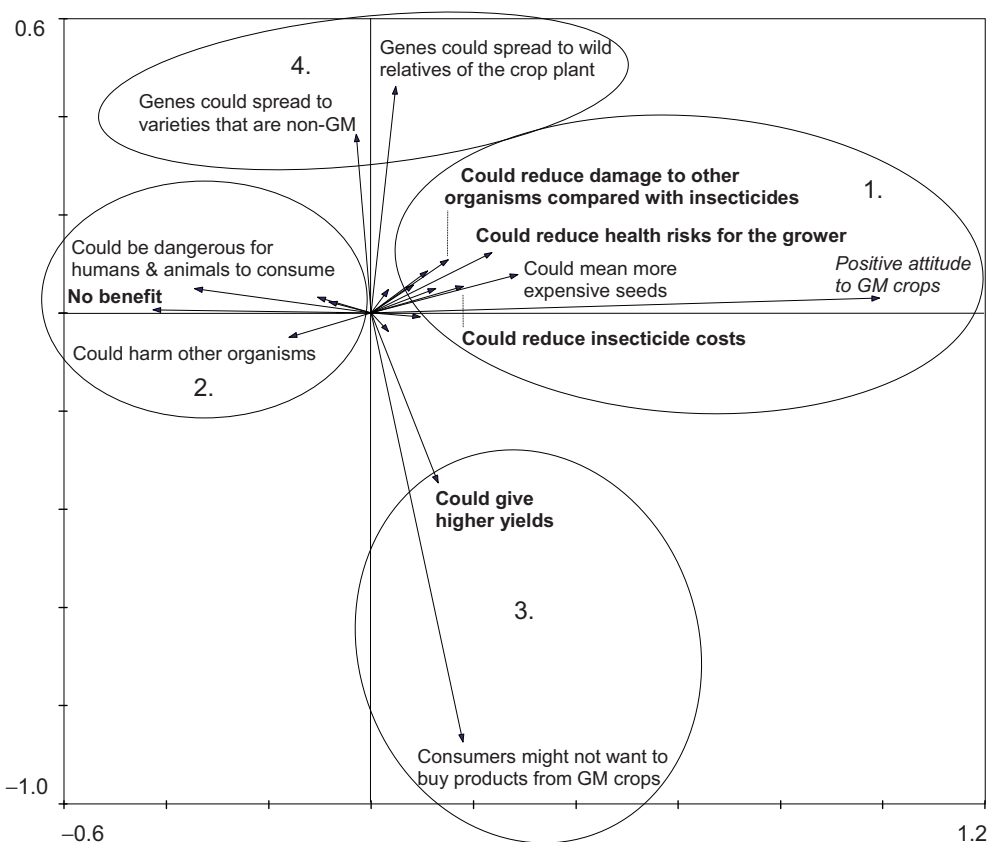 0.6
4.
Genes could spread to wild
relatives of the crop plant
Genes could spread to
varieties that are non-GM
Could reduce damage to other
organisms compared with insecticides
1.
Could reduce health risks for the grower
Could be dangerous for
humans & animals to consume
Could mean more
expensive seeds
Positive attitude
to GM crops
No benefit
Could reduce insecticide costs
Could harm other organisms
2.
Could give
higher yields
3.
Consumers might not want to
buy products from GM crops
–1.0
–0.6
1.2